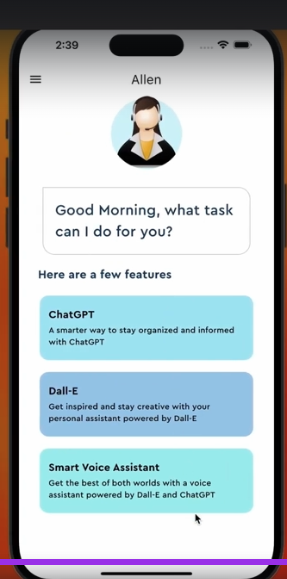 2:39
Allen
Good Morning, what task
can I do for you?
Here are a few features
ChatGPT
A smarter way to stay organized and informed
with ChatGPT
Dall-E
Get inspired and stay creative with your
personal assistant powered by Dall-E
Smart Voice Assistant
Get the best of both worlds with a voice
assistant powered by Dall-E and ChatGPT